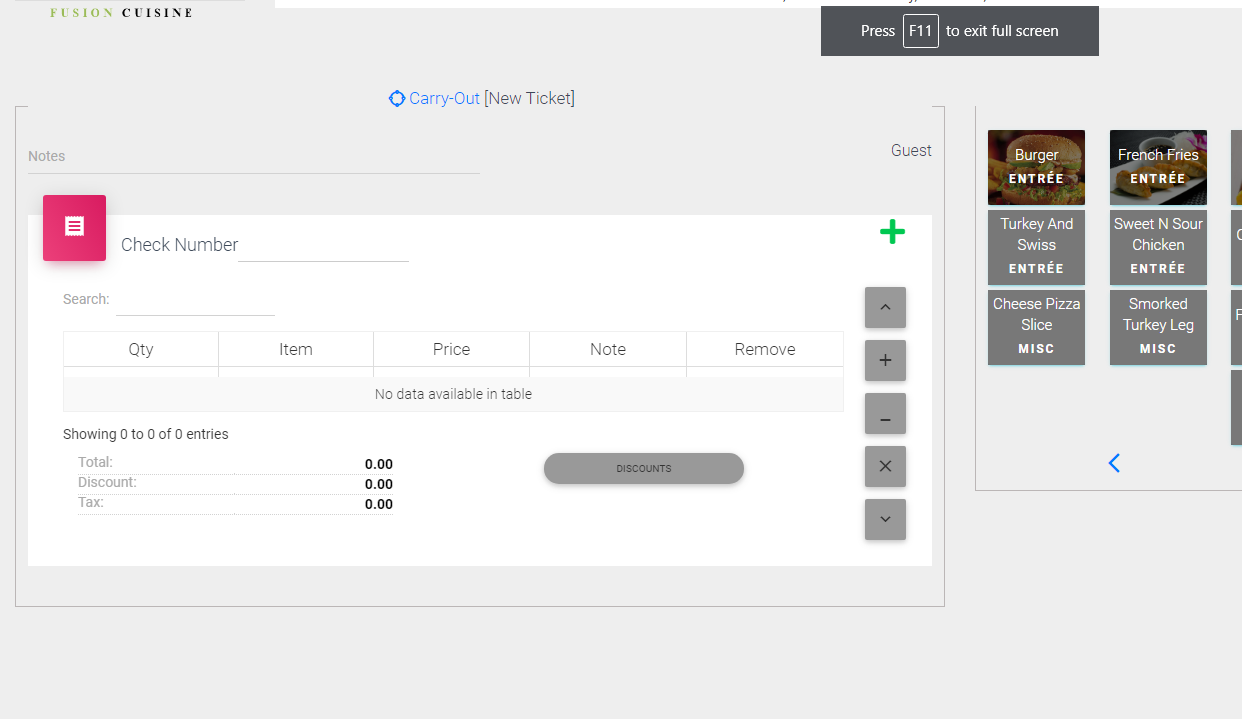 FUSION CUISINE
Press F11 to exit full screen
Carry-Out [New Ticket]
Notes
Guest
Check Number
Search:
Qty Item Price Note Remove
No data available in table
Showing 0 to 0 of 0 entries
Total: 0.00
Discount: 0.00
Tax: 0.00
DISCOUNTS
Burger
ENTRÉE
French Fries
ENTRÉE
Turkey And
Swiss
ENTRÉE
Sweet N Sour
Chicken
ENTRÉE
Cheese Pizza
Slice
MISC
Smorked
Turkey Leg
MISC